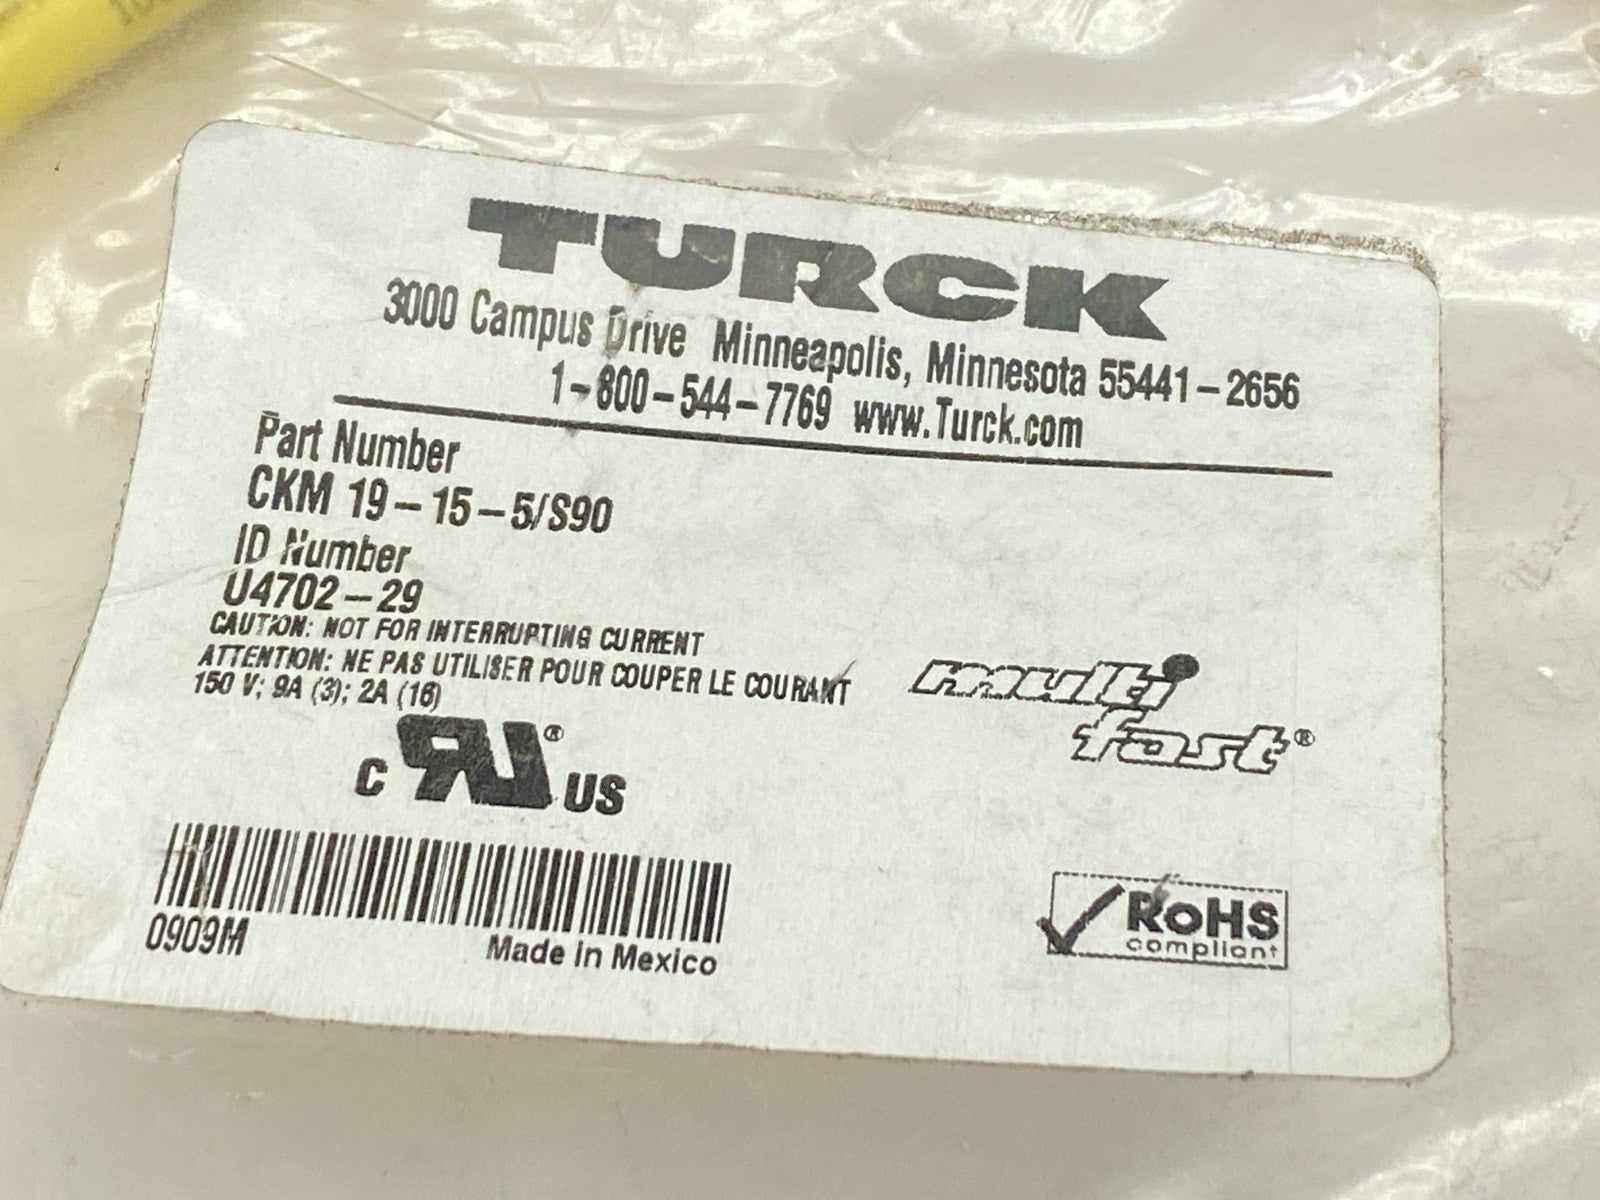 TURCK
3000 Campus Drive Minneapolis, Minnesota 55441-2656
1-800-544-7769 www.Turck.com
Part Number
CKM 19-15-5/S90
ID Number
U4702-29
CAUTION: NOT FOR INTERRUPTING CURRENT
ATTENTION: NE PAS UTILISER POUR COUPER LE COURANT
150 V; 9A (3); 2A (16)
multi
fast®
C RU® US
0909M
Made in Mexico
RoHS
compliant